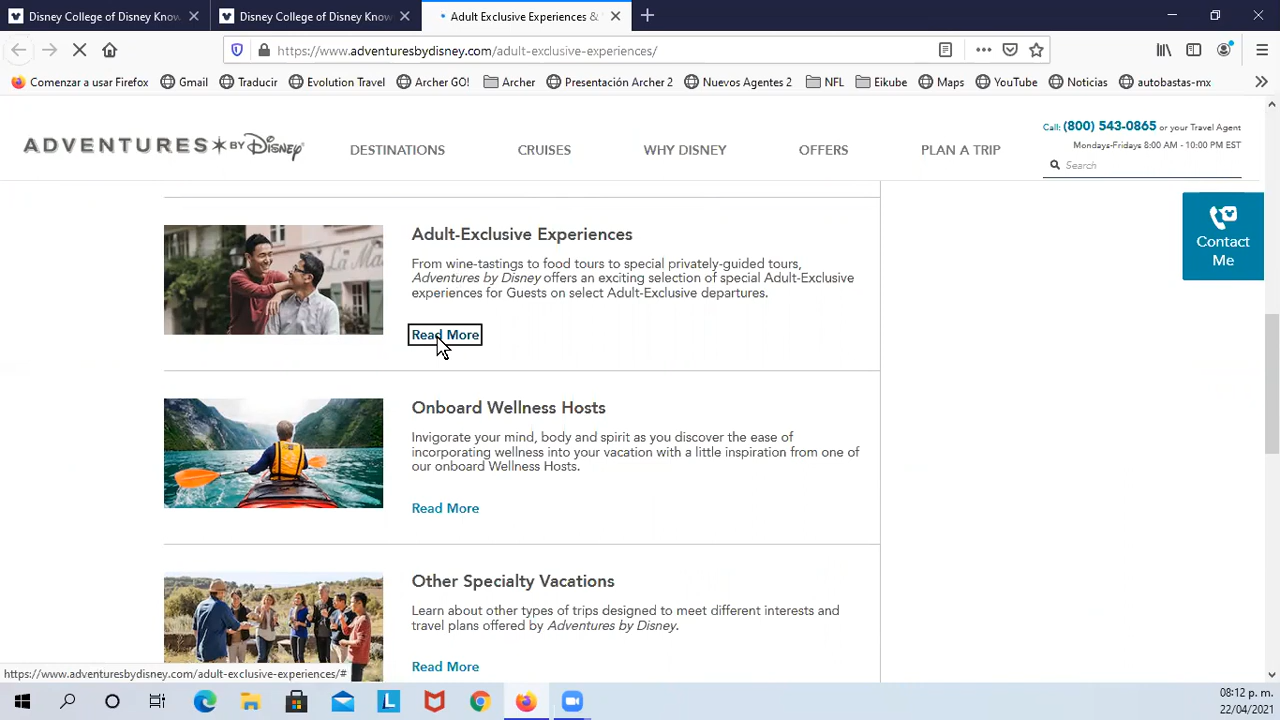 Disney College of Disney Know
Disney College of Disney Know
Adult Exclusive Experiences &
https://www.adventuresbydisney.com/adult-exclusive-experiences/
Comenzar a usar Firefox
Gmail
Traducir
Evolution Travel
Archer GO!
Archer
Presentación Archer 2
Nuevos Agentes 2
NFL
Eikube
Maps
YouTube
Noticias
autobastas-mx
ADVENTURES BY DISNEY
DESTINATIONS
CRUISES
WHY DISNEY
OFFERS
PLAN A TRIP
Call: (800) 543-0865 or your Travel Agent
Mondays-Fridays 8:00 AM - 10:00 PM EST
Search
Contact
Me
Adult-Exclusive Experiences
From wine-tastings to food tours to special privately-guided tours,
Adventures by Disney offers an exciting selection of special Adult-Exclusive
experiences for Guests on select Adult-Exclusive departures.
Read More
Onboard Wellness Hosts
Invigorate your mind, body and spirit as you discover the ease of
incorporating wellness into your vacation with a little inspiration from one of
our onboard Wellness Hosts.
Read More
Other Specialty Vacations
Learn about other types of trips designed to meet different interests and
travel plans offered by Adventures by Disney.
Read More
https://www.adventuresbydisney.com/adult-exclusive-experiences/#
08:12 p. m.
22/04/2021